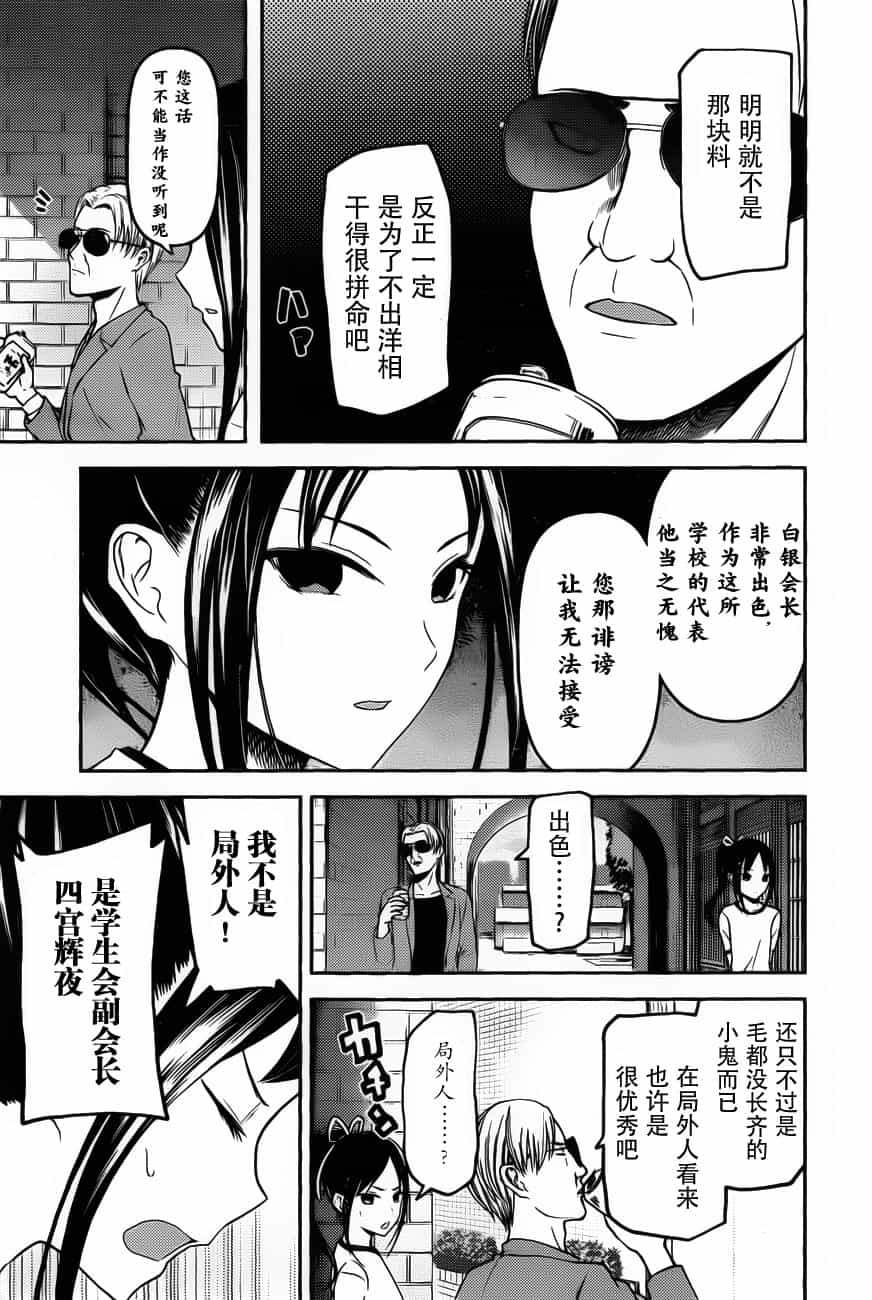 明明就不是
那块料
反正一定
是为了不出洋相
干得很拼命吧
ハッ
您这话
可不能当作没听到呢
白银会长
非常出色，
作为这所
学校的代表
他当之无愧
您那诽谤
让我无法接受
出色……？
还只不过是
毛都没长齐的
小鬼而已
在局外人看来
也许是
很优秀吧
局外人……？
我不是
局外人！
是学生会副会长
四宫辉夜